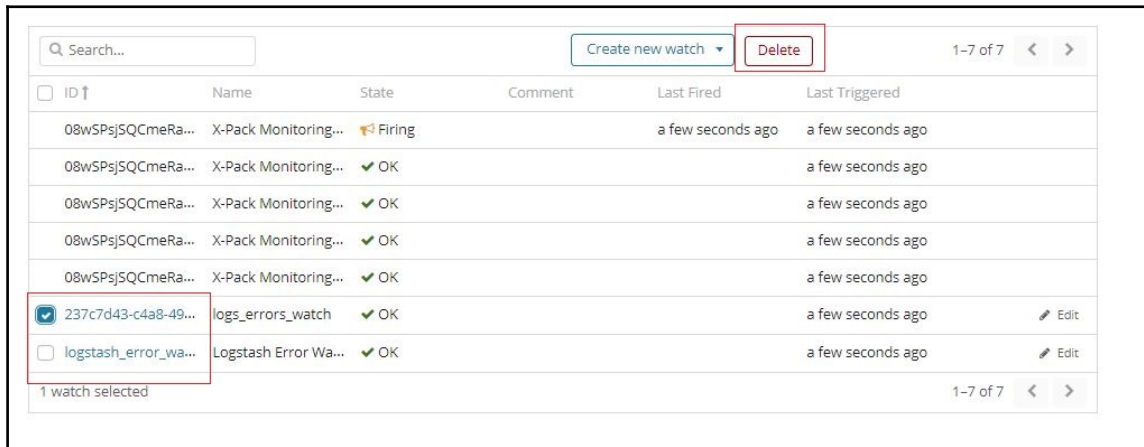 Search... Create new watch Delete 1–7 of 7
ID Name State Comment Last Fired Last Triggered
08wSPsjSQCmeRa... X-Pack Monitoring... Firing a few seconds ago a few seconds ago
08wSPsjSQCmeRa... X-Pack Monitoring... OK a few seconds ago
08wSPsjSQCmeRa... X-Pack Monitoring... OK a few seconds ago
08wSPsjSQCmeRa... X-Pack Monitoring... OK a few seconds ago
08wSPsjSQCmeRa... X-Pack Monitoring... OK a few seconds ago
237c7d43-c4a8-49... logs_errors_watch OK a few seconds ago Edit
logstash_error_wa... Logstash Error Wa... OK a few seconds ago Edit
1 watch selected 1–7 of 7